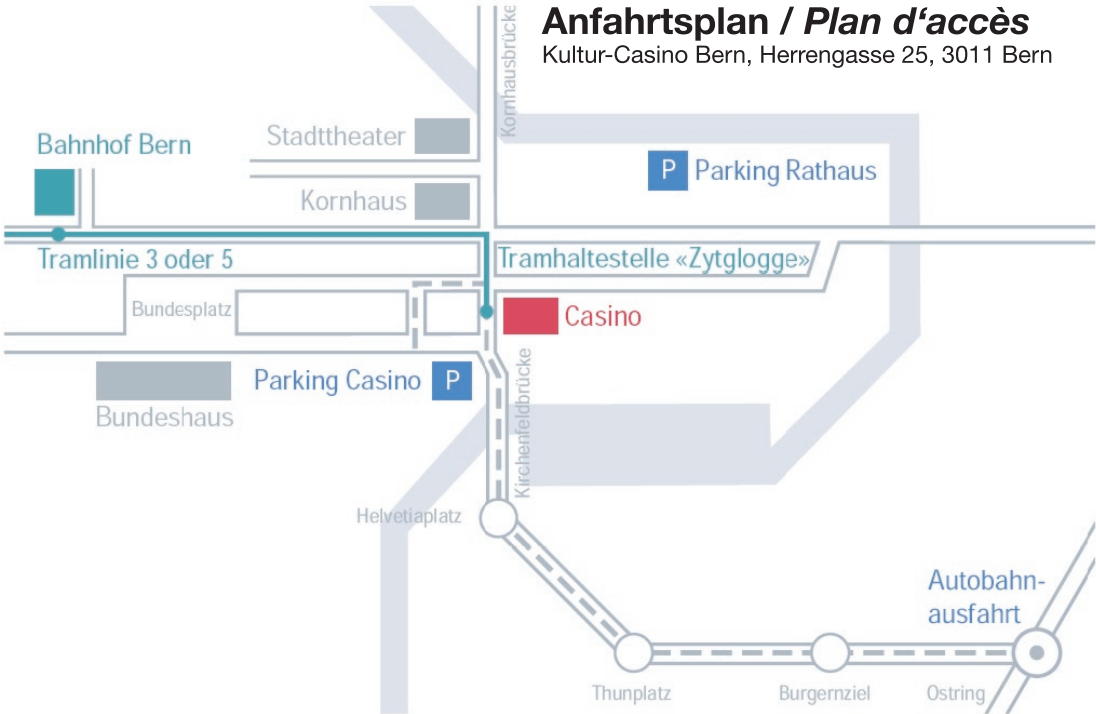 Anfahrtsplan / Plan d‘accès
Kultur-Casino Bern, Herrengasse 25, 3011 Bern
Kornhausbrücke
Stadttheater
Bahnhof Bern
P Parking Rathaus
Kornhaus
Tramlinie 3 oder 5
Tramhaltestelle «Zytglogge»
Bundesplatz
Casino
Kirchenfeldbrücke
Parking Casino P
Bundeshaus
Helvetiaplatz
Autobahn-
ausfahrt
Thunplatz
Burgernziel
Ostring